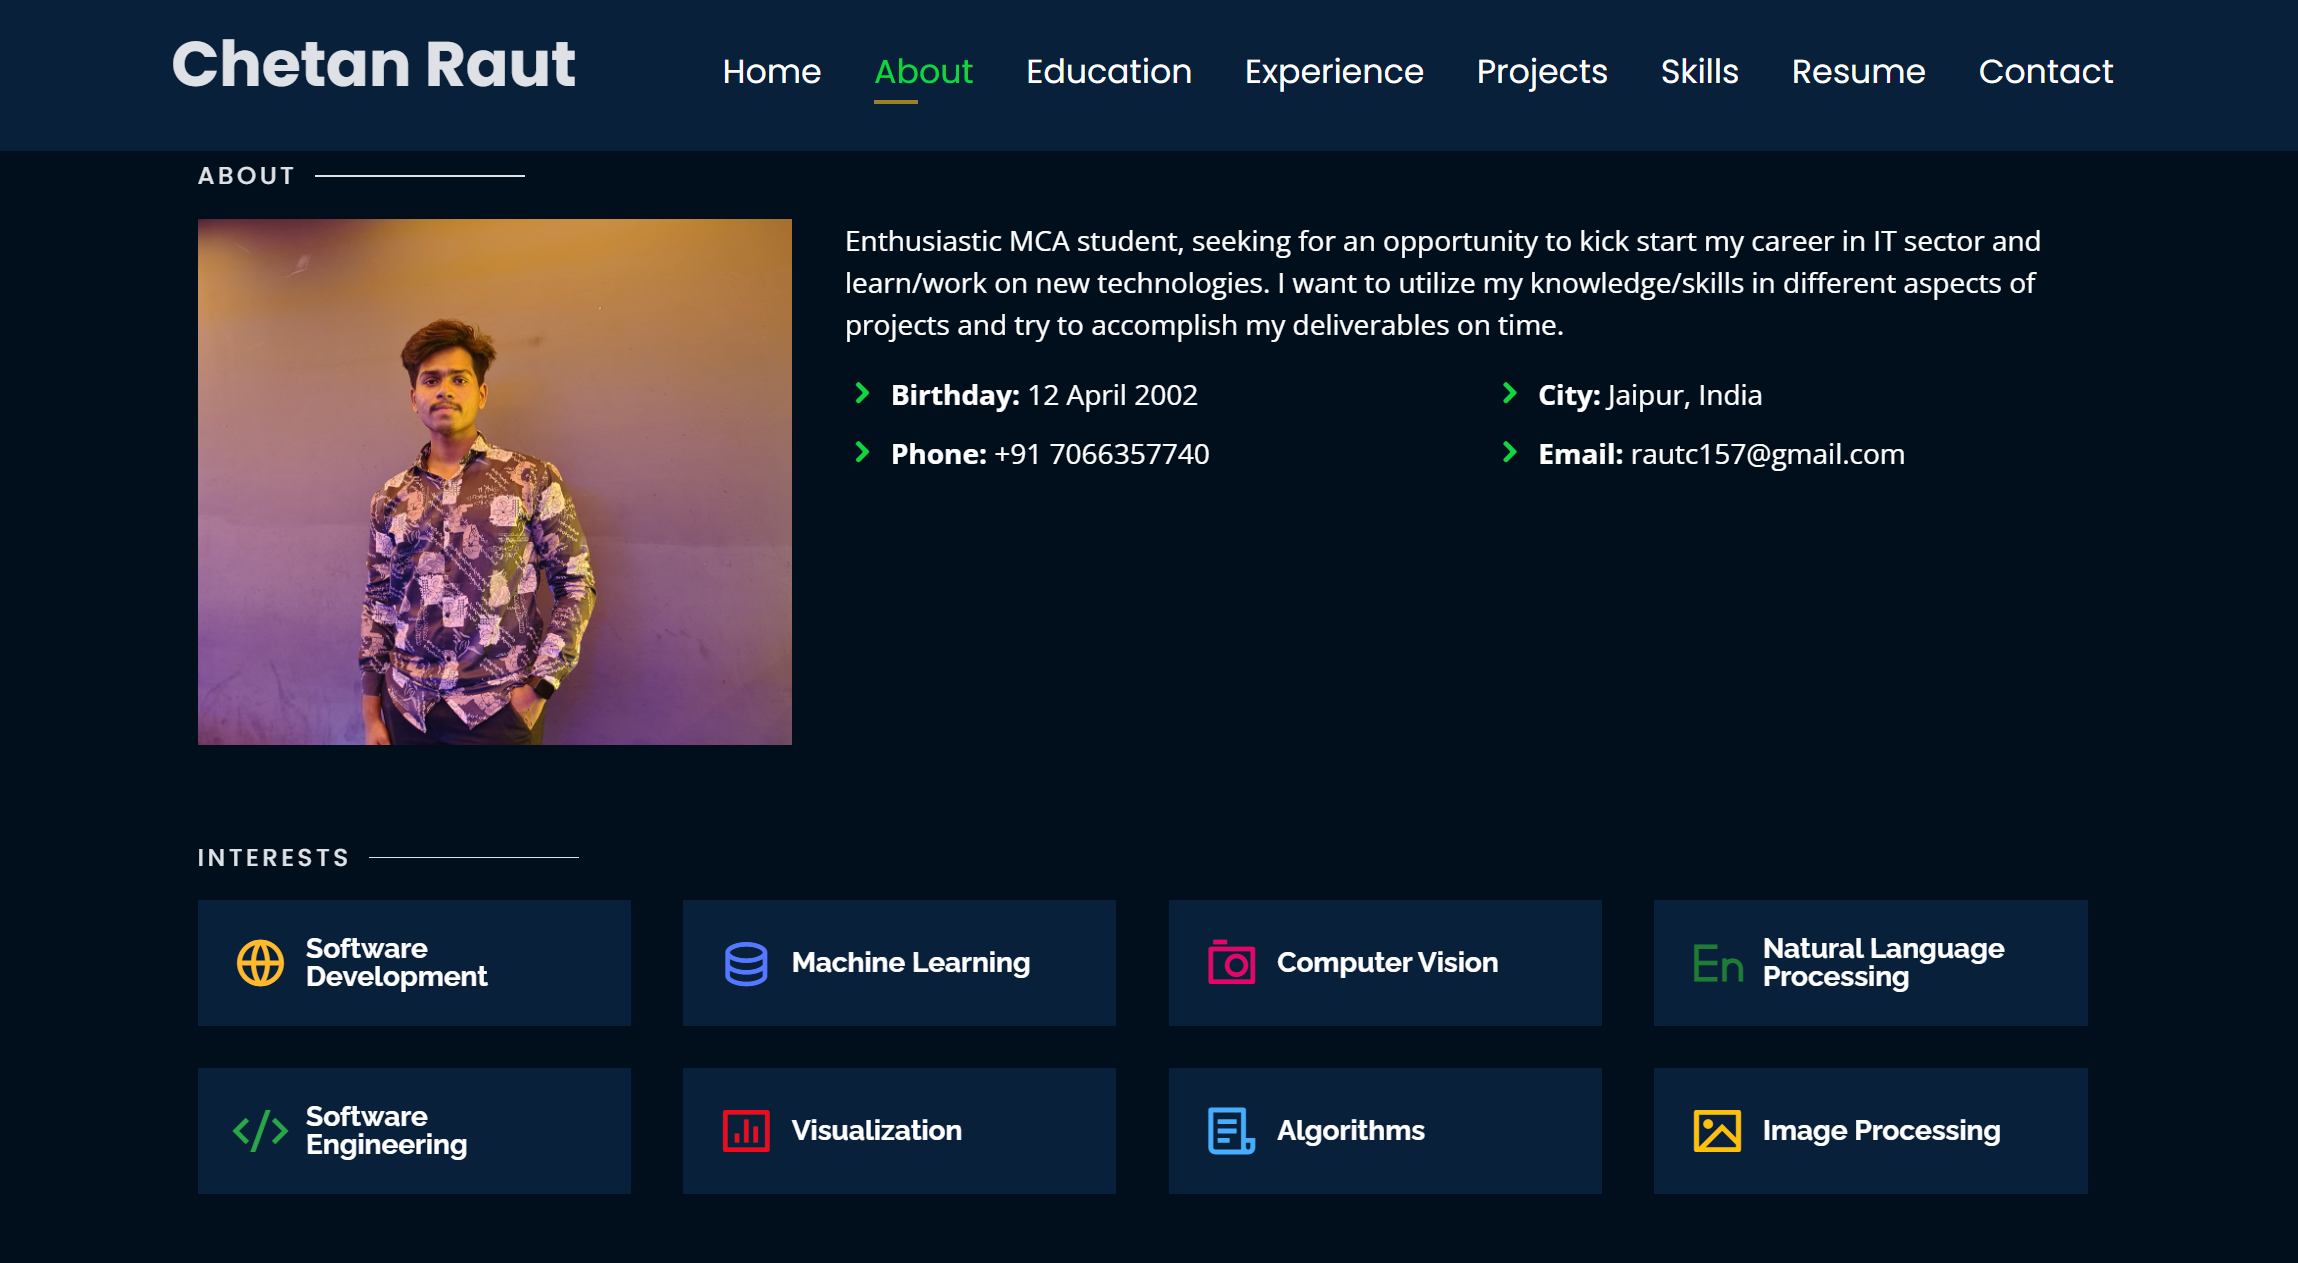 Chetan Raut
Home About Education Experience Projects Skills Resume Contact
ABOUT
Enthusiastic MCA student, seeking for an opportunity to kick start my career in IT sector and
learn/work on new technologies. I want to utilize my knowledge/skills in different aspects of
projects and try to accomplish my deliverables on time.
Birthday: 12 April 2002
City: Jaipur, India
Phone: +91 7066357740
Email: rautc157@gmail.com
INTERESTS
Software
Development
Machine Learning
Computer Vision
En
Natural Language
Processing
</>
Software
Engineering
Visualization
Algorithms
Image Processing